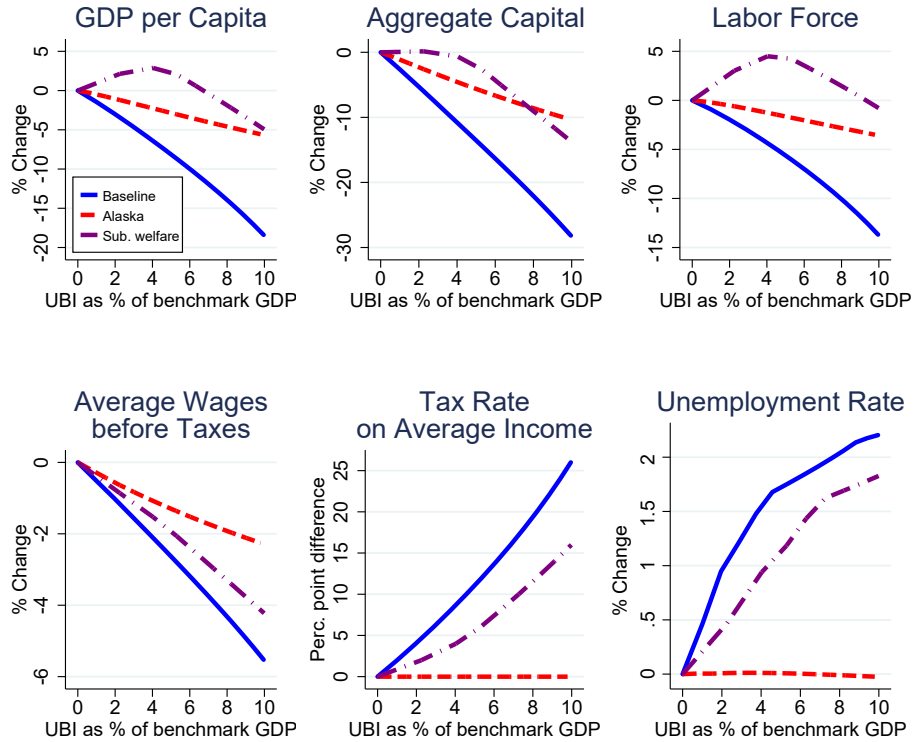 GDP per Capita
% Change
5
0
-5
-10
-15
-20
Baseline
Alaska
Sub. welfare
0 2 4 6 8 10
UBI as % of benchmark GDP
Aggregate Capital
% Change
0
-10
-20
-30
0 2 4 6 8 10
UBI as % of benchmark GDP
Labor Force
% Change
5
0
-5
-10
-15
0 2 4 6 8 10
UBI as % of benchmark GDP
Average Wages
before Taxes
% Change
0
-2
-4
-6
0 2 4 6 8 10
UBI as % of benchmark GDP
Tax Rate
on Average Income
Perc. point difference
25
20
15
10
5
0
0 2 4 6 8 10
UBI as % of benchmark GDP
Unemployment Rate
% Change
2
1.5
1
.5
0
0 2 4 6 8 10
UBI as % of benchmark GDP